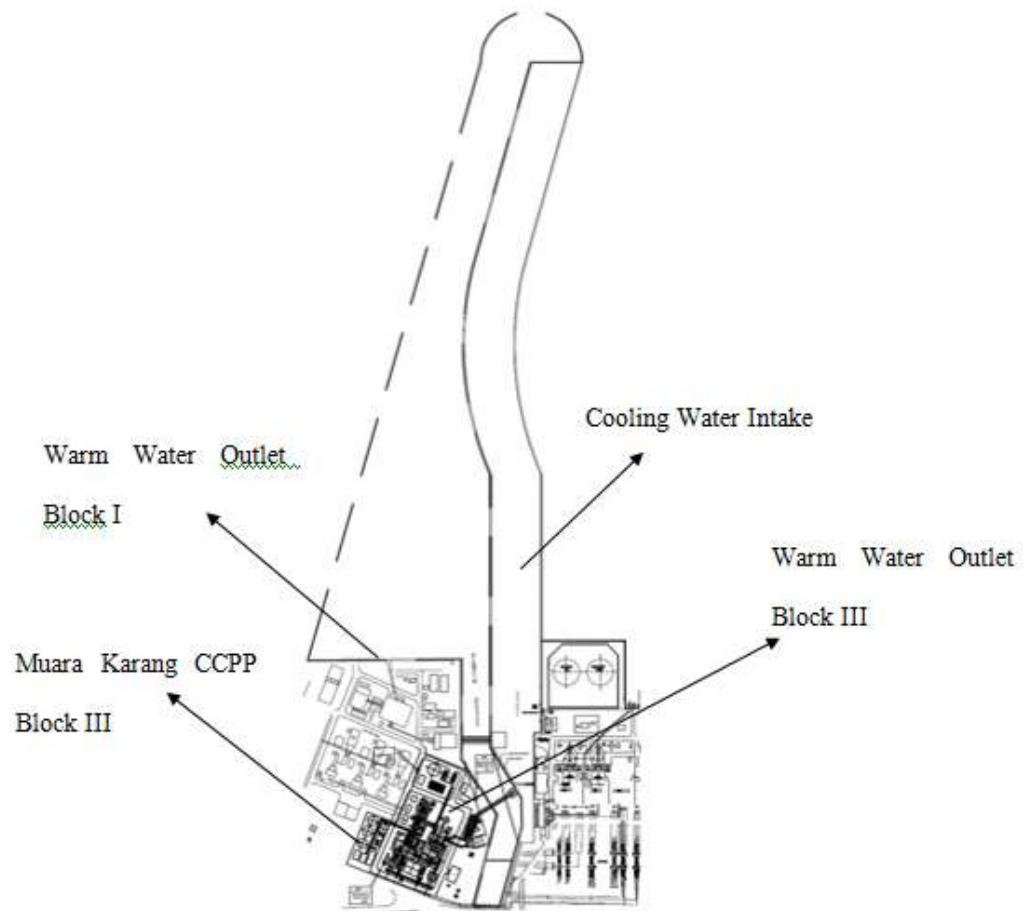 Cooling Water Intake
Warm Water Outlet
Block I
Warm Water Outlet
Block III
Muara Karang CCPP
Block III